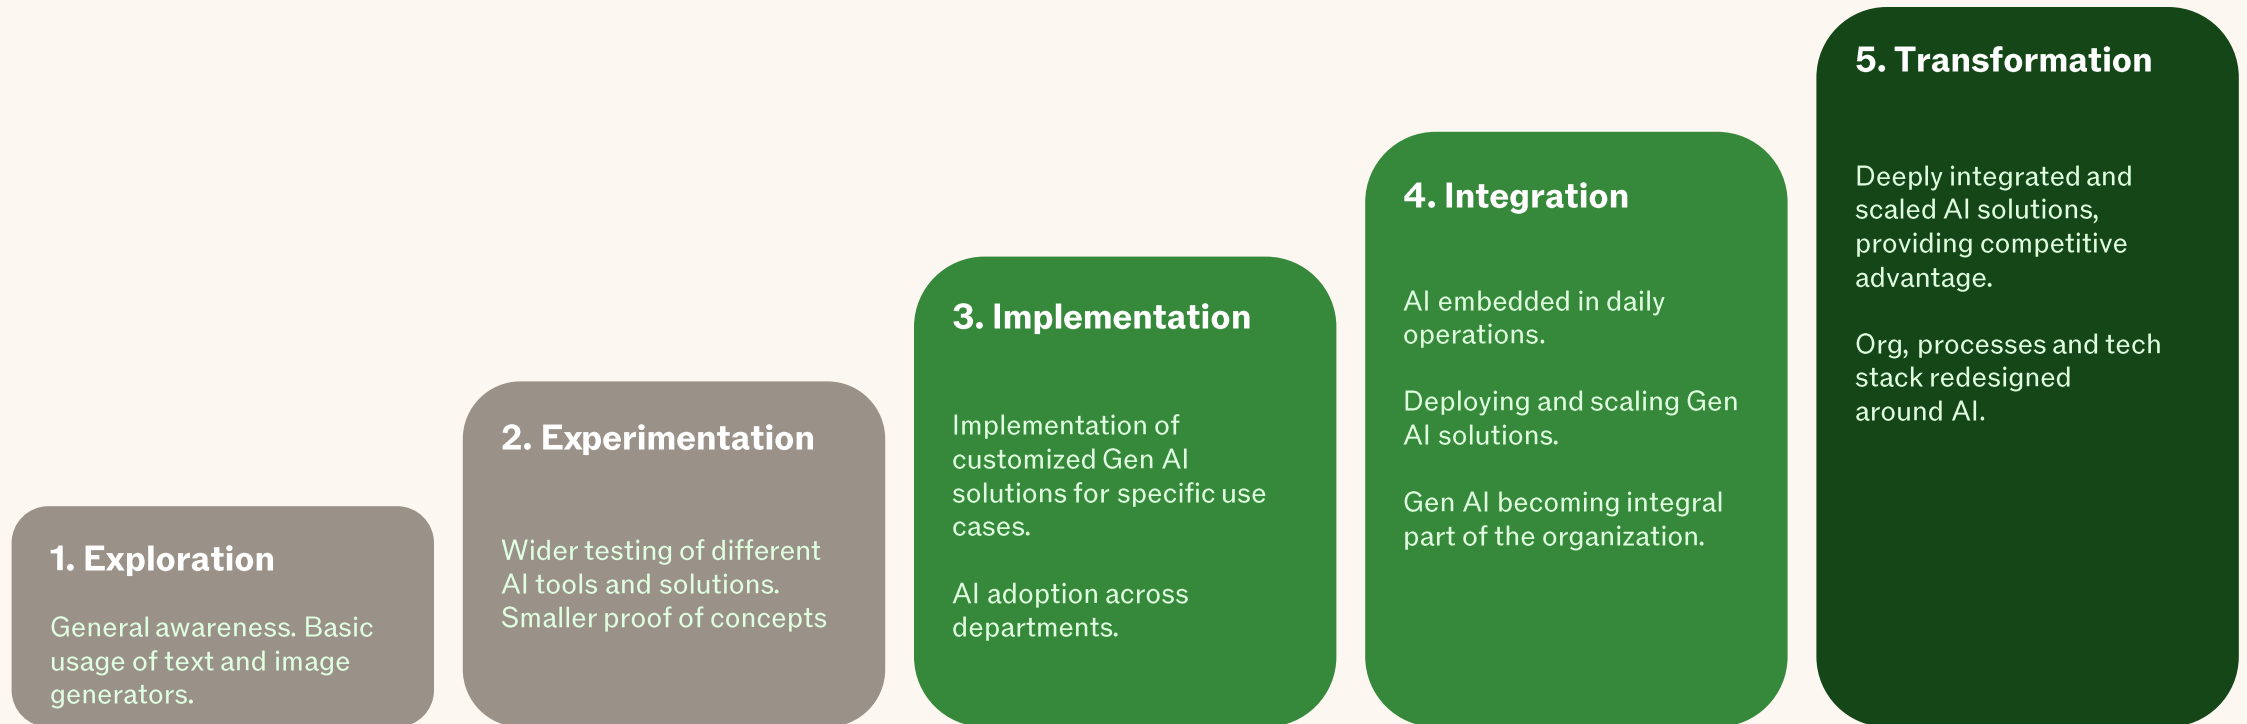 1. Exploration
General awareness. Basic
usage of text and image
generators.
2. Experimentation
Wider testing of different
AI tools and solutions.
Smaller proof of concepts
3. Implementation
Implementation of
customized Gen AI
solutions for specific use
cases.
AI adoption across
departments.
4. Integration
AI embedded in daily
operations.
Deploying and scaling Gen
AI solutions.
Gen AI becoming integral
part of the organization.
5. Transformation
Deeply integrated and
scaled AI solutions,
providing competitive
advantage.
Org, processes and tech
stack redesigned
around AI.